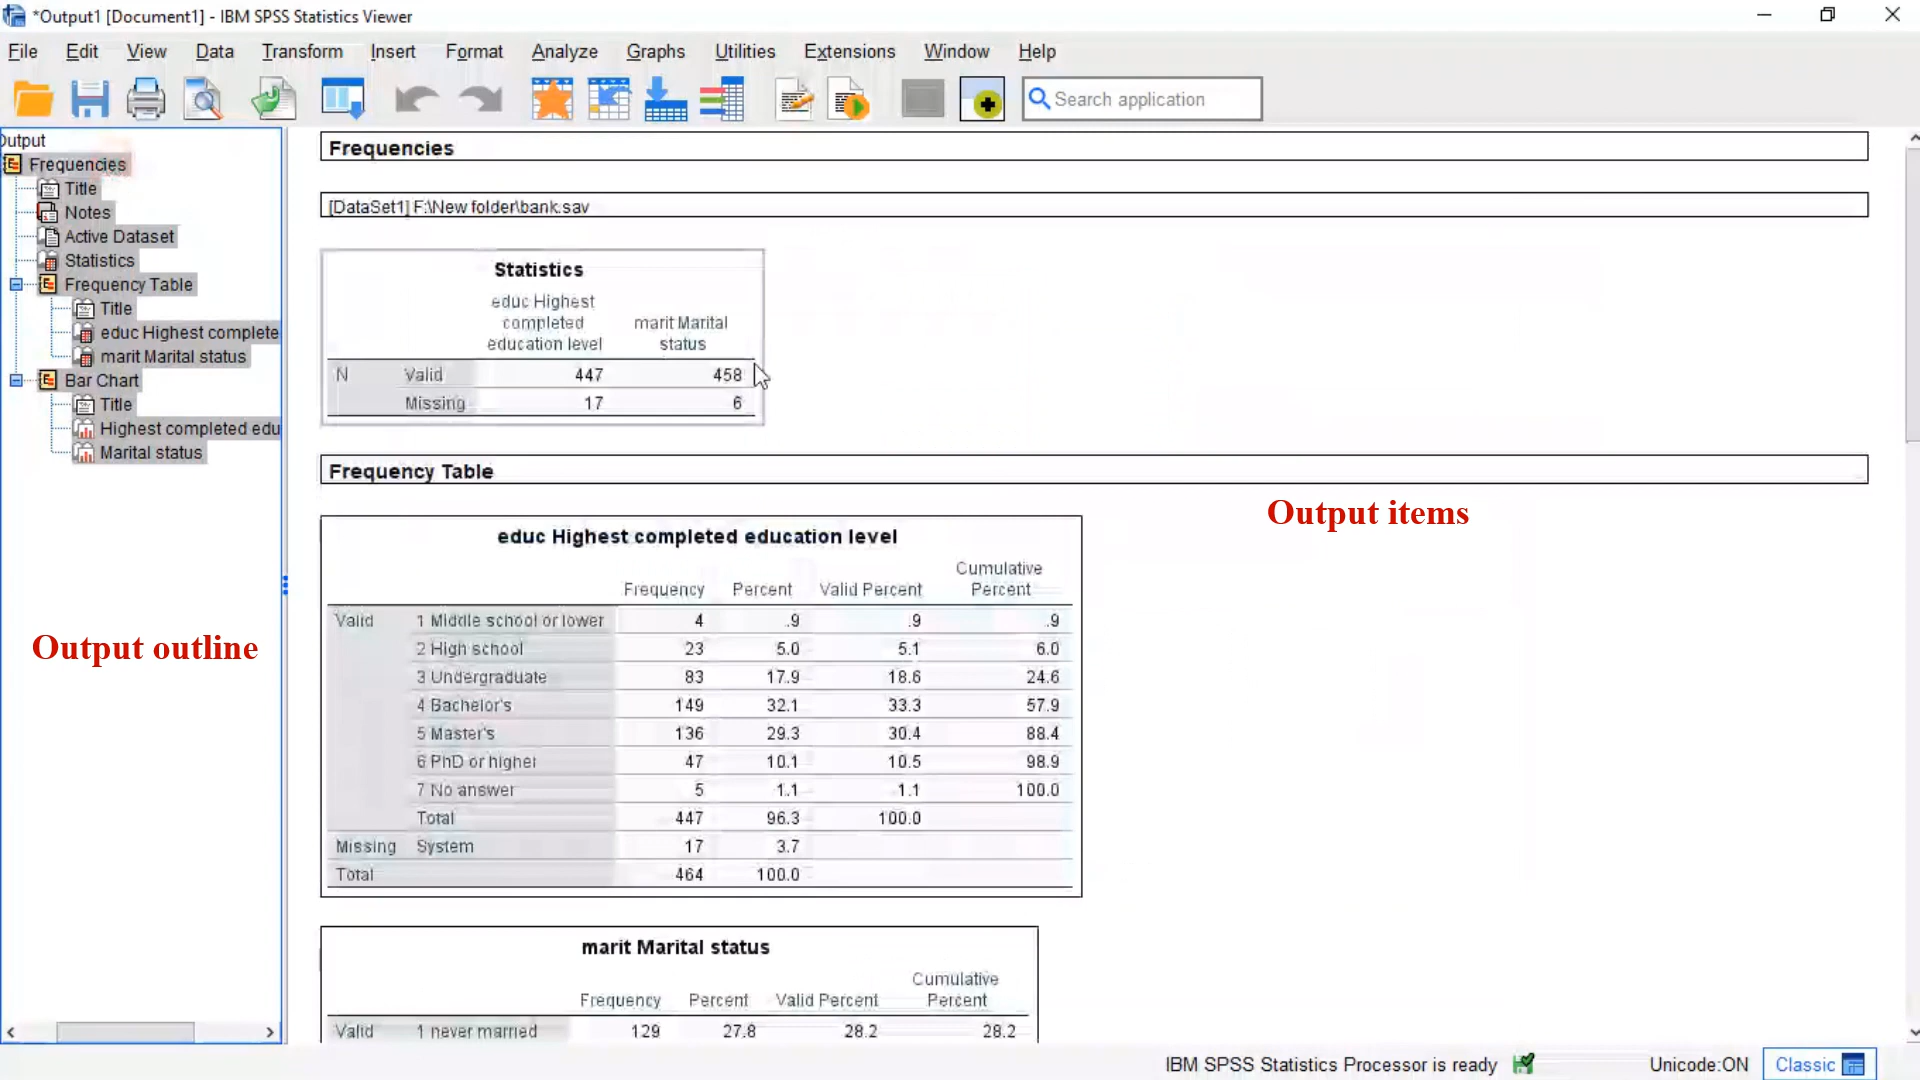 *Output1 [Document1] - IBM SPSS Statistics Viewer
File Edit View Data Transform Insert Format Analyze Graphs Utilities Extensions Window Help
Search application
Output
Frequencies
Title
Notes
Active Dataset
Statistics
Frequency Table
Title
educ Highest complete
marit Marital status
Bar Chart
Title
Highest completed edu
Marital status
Output outline
Frequencies
[DataSet1] F:\New folder\bank.sav
Statistics
educ Highest
completed marit Marital
education level status
N Valid 447 458
Missing 17 6
Frequency Table
Output items
educ Highest completed education level
Cumulative
Frequency Percent Valid Percent Percent
Valid 1 Middle school or lower 4 .9 .9 .9
2 High school 23 5.0 5.1 6.0
3 Undergraduate 83 17.9 18.6 24.6
4 Bachelor's 149 32.1 33.3 57.9
5 Master's 136 29.3 30.4 88.4
6 PhD or higher 47 10.1 10.5 98.9
7 No answer 5 1.1 1.1 100.0
Total 447 96.3 100.0
Missing System 17 3.7
Total 464 100.0
marit Marital status
Cumulative
Frequency Percent Valid Percent Percent
Valid 1 never married 129 27.8 28.2 28.2
IBM SPSS Statistics Processor is ready Unicode:ON Classic